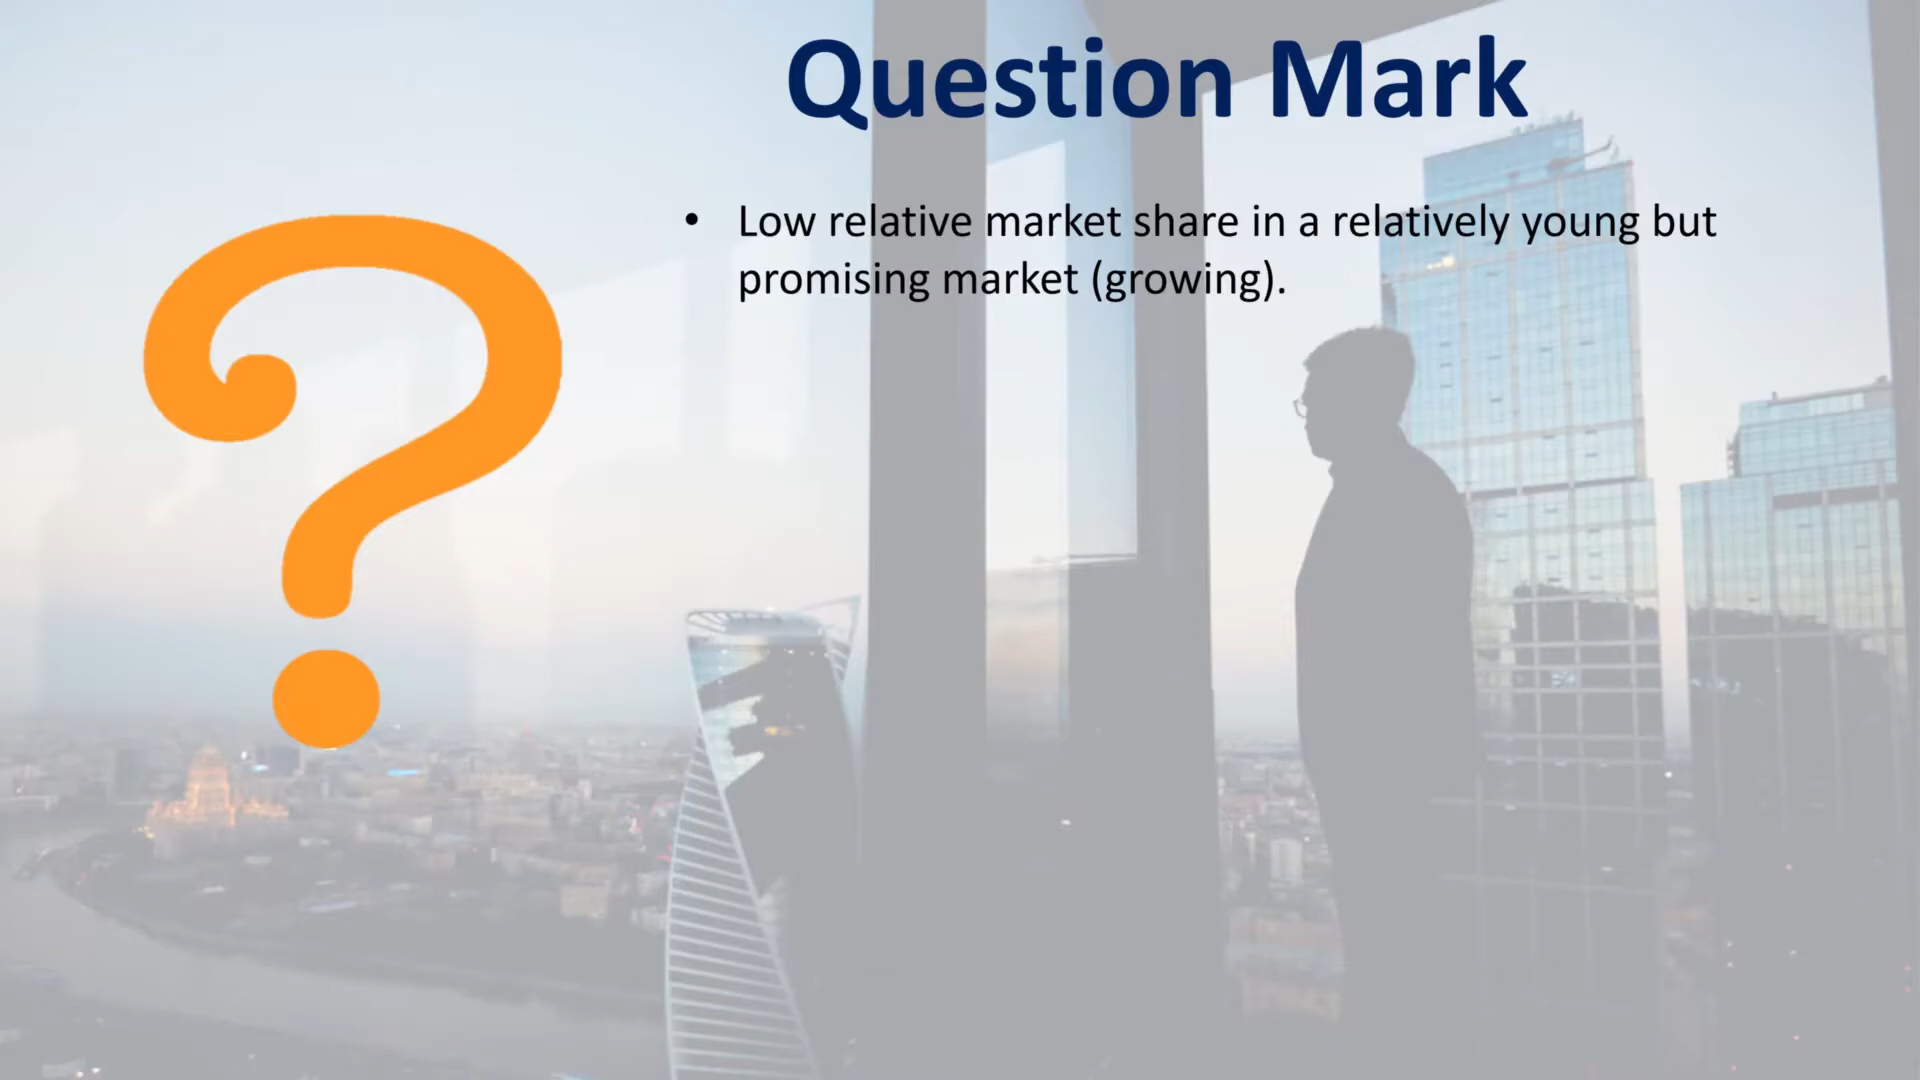 Question Mark
• Low relative market share in a relatively young but
promising market (growing).